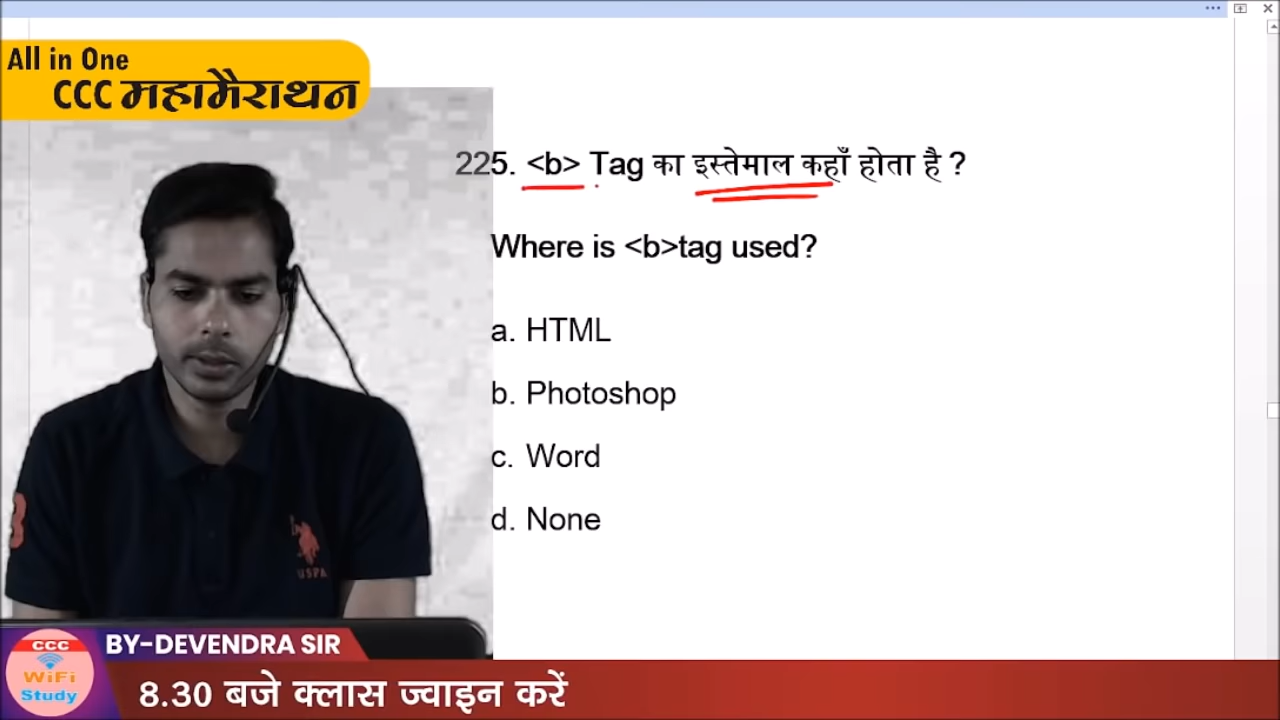 All in One
CCC महामैराथन
225. <b> Tag का इस्तेमाल कहाँ होता है ?
Where is <b>tag used?
a. HTML
b. Photoshop
c. Word
d. None
USPA
BY-DEVENDRA SIR
CCC
WiFi
Study
8.30 बजे क्लास ज्वाइन करें